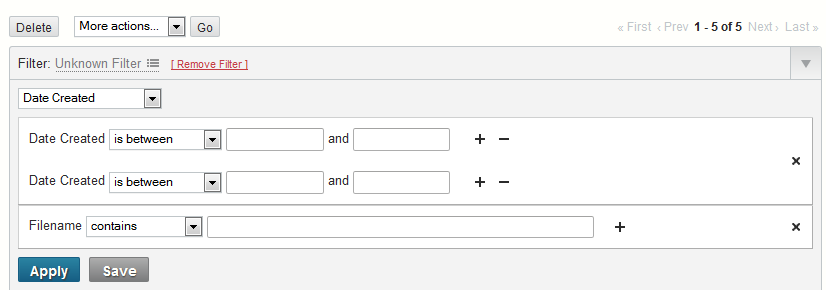 Delete More actions... Go « First ‹ Prev 1 - 5 of 5 Next › Last »
Filter: Unknown Filter [ Remove Filter ]
Date Created
Date Created is between and + −
Date Created is between and + −
Filename contains +
Apply Save